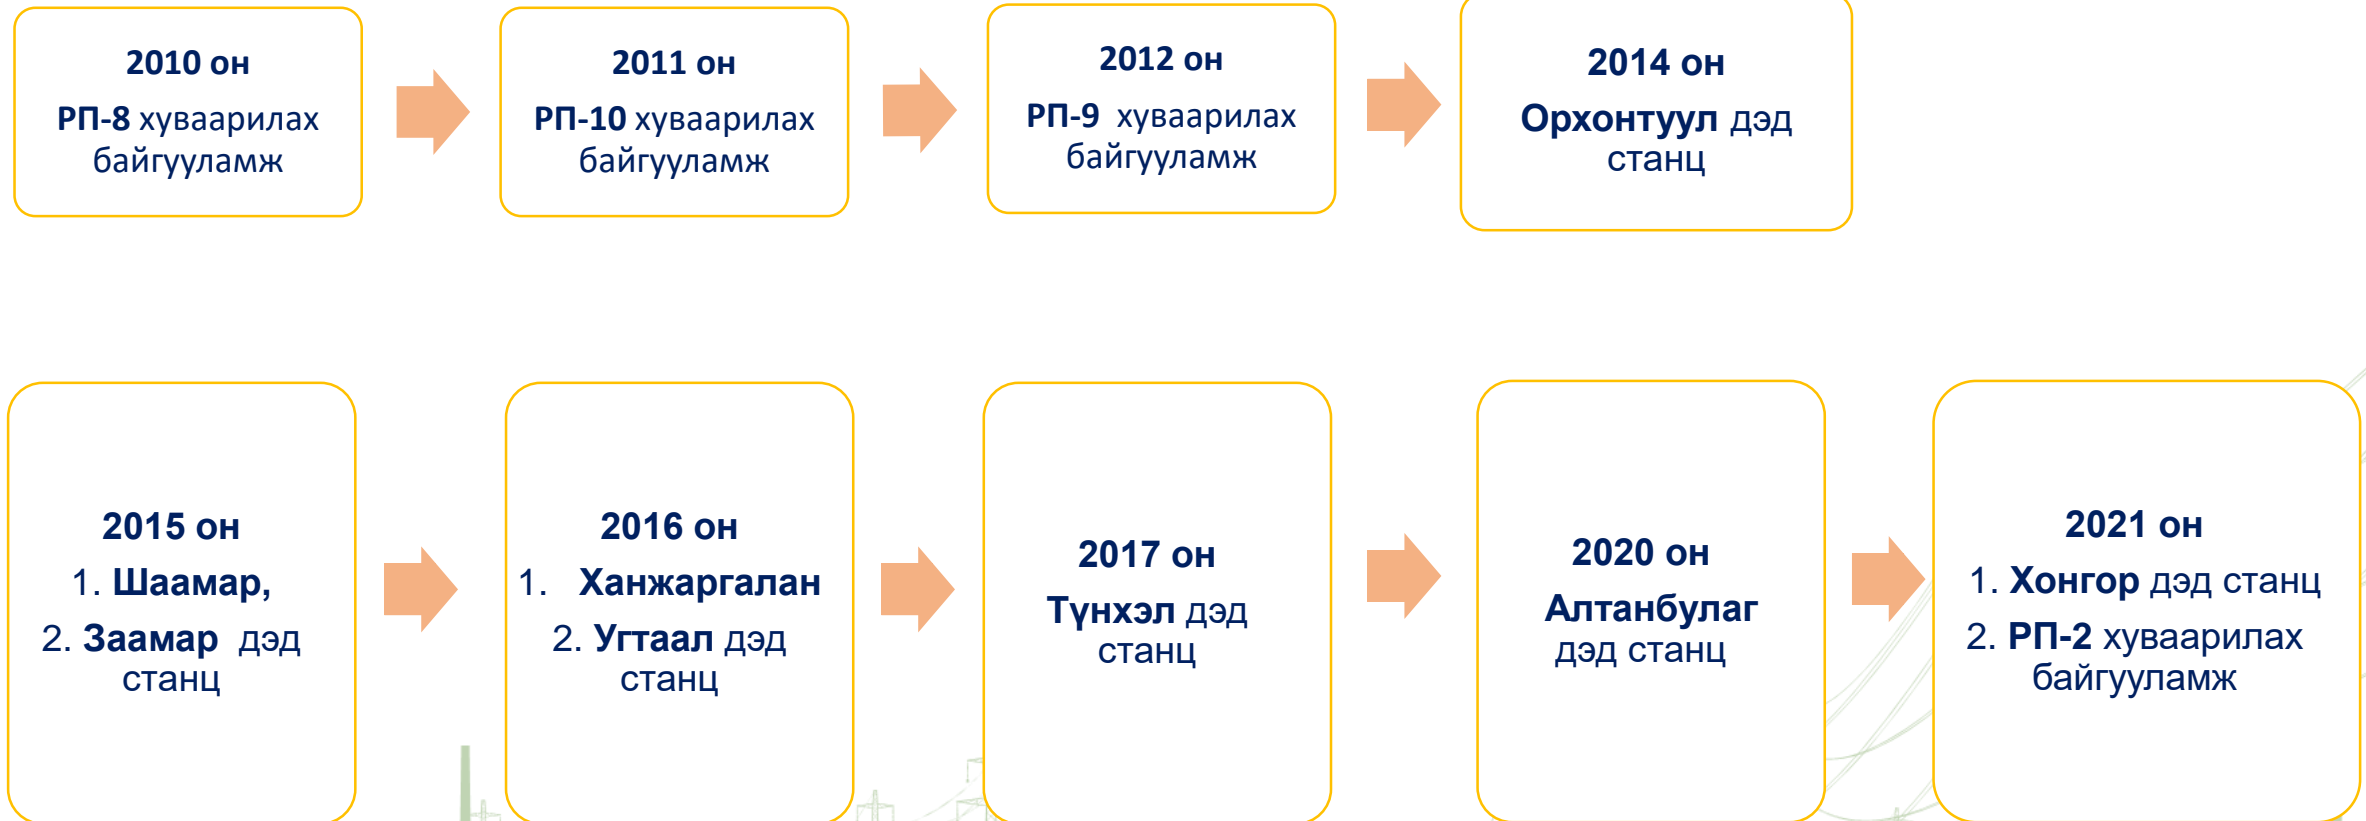 2010 он
РП-8 хуваарилах
байгууламж
2011 он
РП-10 хуваарилах
байгууламж
2012 он
РП-9 хуваарилах
байгууламж
2014 он
Орхонтуул дэд
станц
2015 он
1. Шаамар,
2. Заамар дэд
станц
2016 он
1. Ханжаргалан
2. Угтаал дэд
станц
2017 он
Түнхэл дэд
станц
2020 он
Алтанбулаг
дэд станц
2021 он
1. Хонгор дэд станц
2. РП-2 хуваарилах
байгууламж